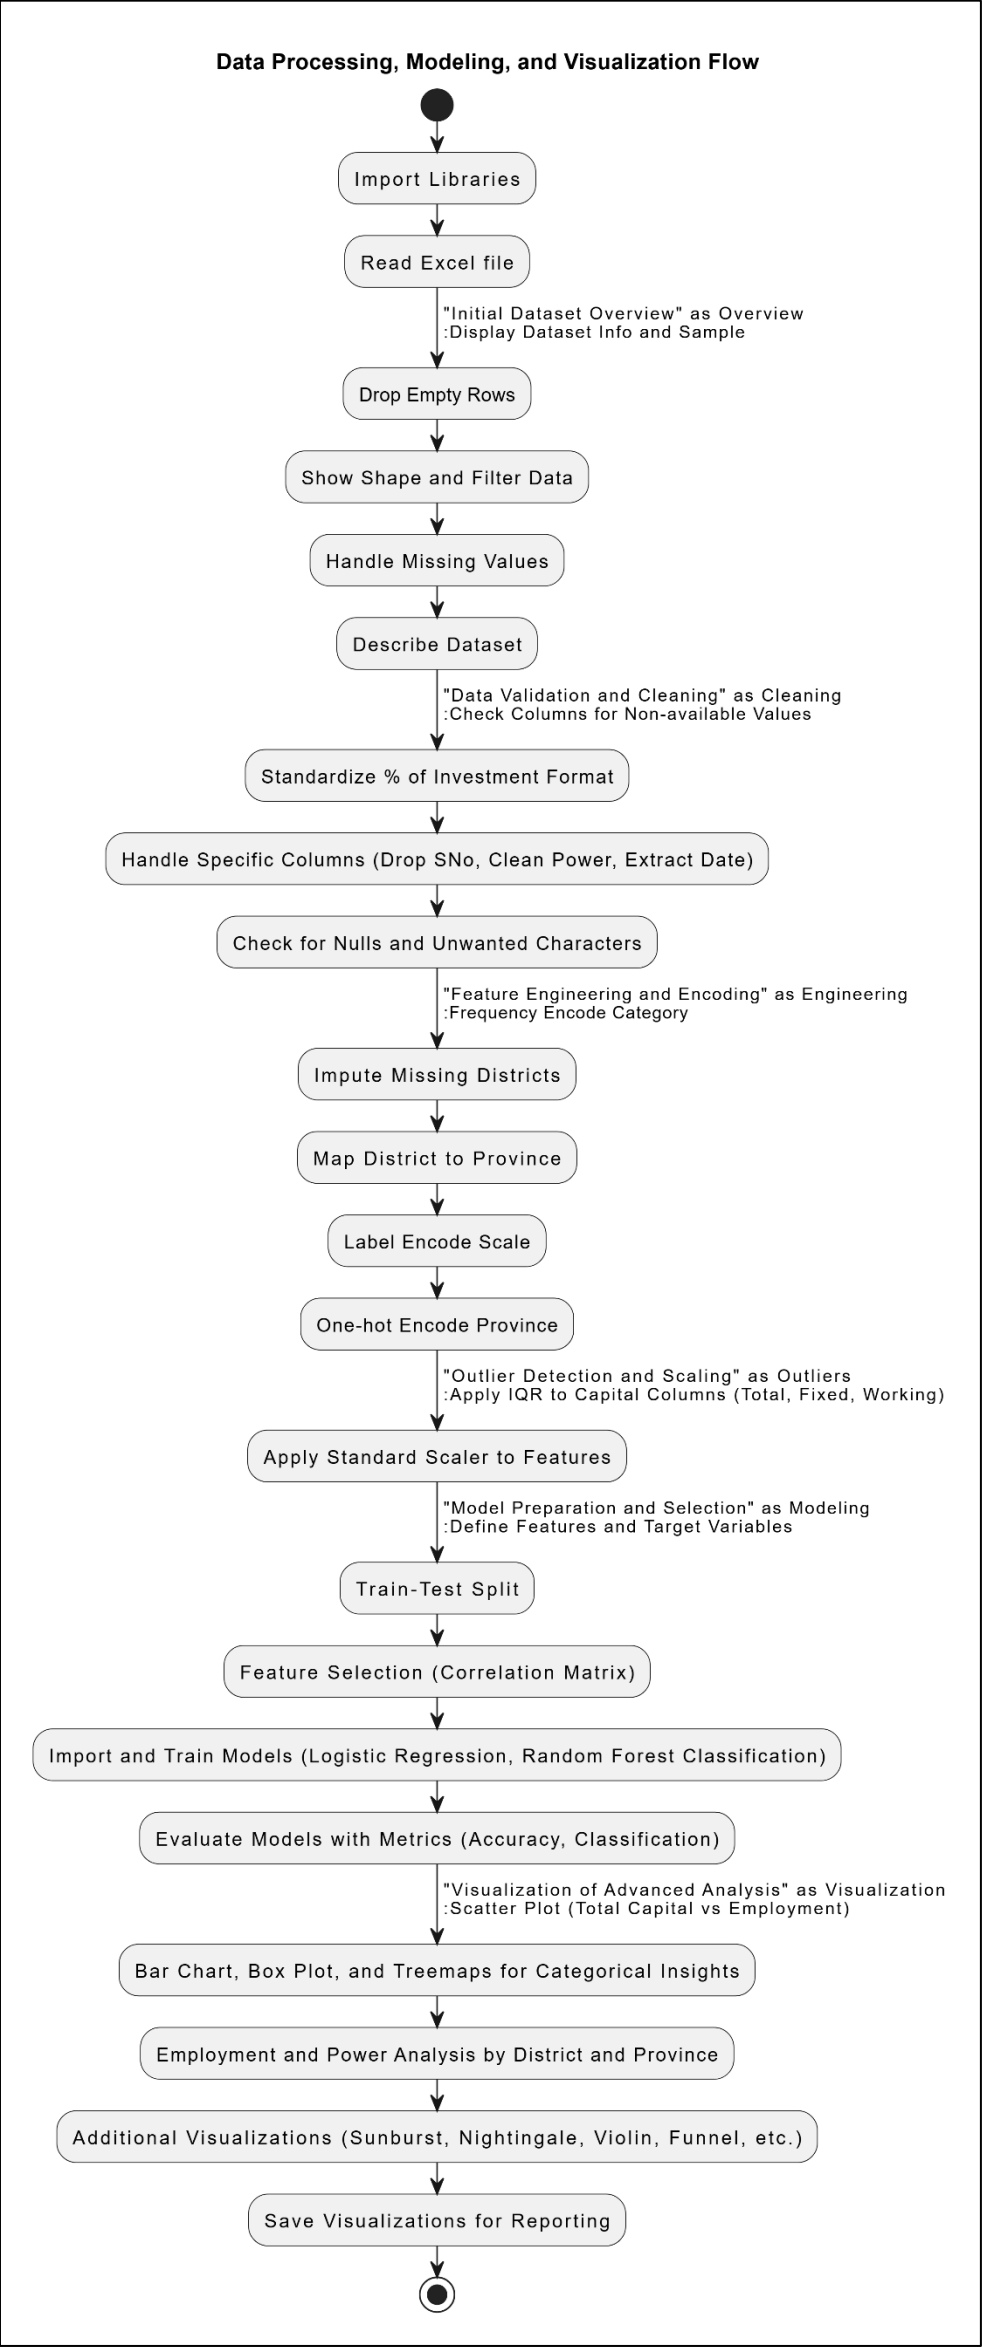 Data Processing, Modeling, and Visualization Flow
Import Libraries
Read Excel file
"Initial Dataset Overview" as Overview
:Display Dataset Info and Sample
Drop Empty Rows
Show Shape and Filter Data
Handle Missing Values
Describe Dataset
"Data Validation and Cleaning" as Cleaning
:Check Columns for Non-available Values
Standardize % of Investment Format
Handle Specific Columns (Drop SNo, Clean Power, Extract Date)
Check for Nulls and Unwanted Characters
"Feature Engineering and Encoding" as Engineering
:Frequency Encode Category
Impute Missing Districts
Map District to Province
Label Encode Scale
One-hot Encode Province
"Outlier Detection and Scaling" as Outliers
:Apply IQR to Capital Columns (Total, Fixed, Working)
Apply Standard Scaler to Features
"Model Preparation and Selection" as Modeling
:Define Features and Target Variables
Train-Test Split
Feature Selection (Correlation Matrix)
Import and Train Models (Logistic Regression, Random Forest Classification)
Evaluate Models with Metrics (Accuracy, Classification)
"Visualization of Advanced Analysis" as Visualization
:Scatter Plot (Total Capital vs Employment)
Bar Chart, Box Plot, and Treemaps for Categorical Insights
Employment and Power Analysis by District and Province
Additional Visualizations (Sunburst, Nightingale, Violin, Funnel, etc.)
Save Visualizations for Reporting